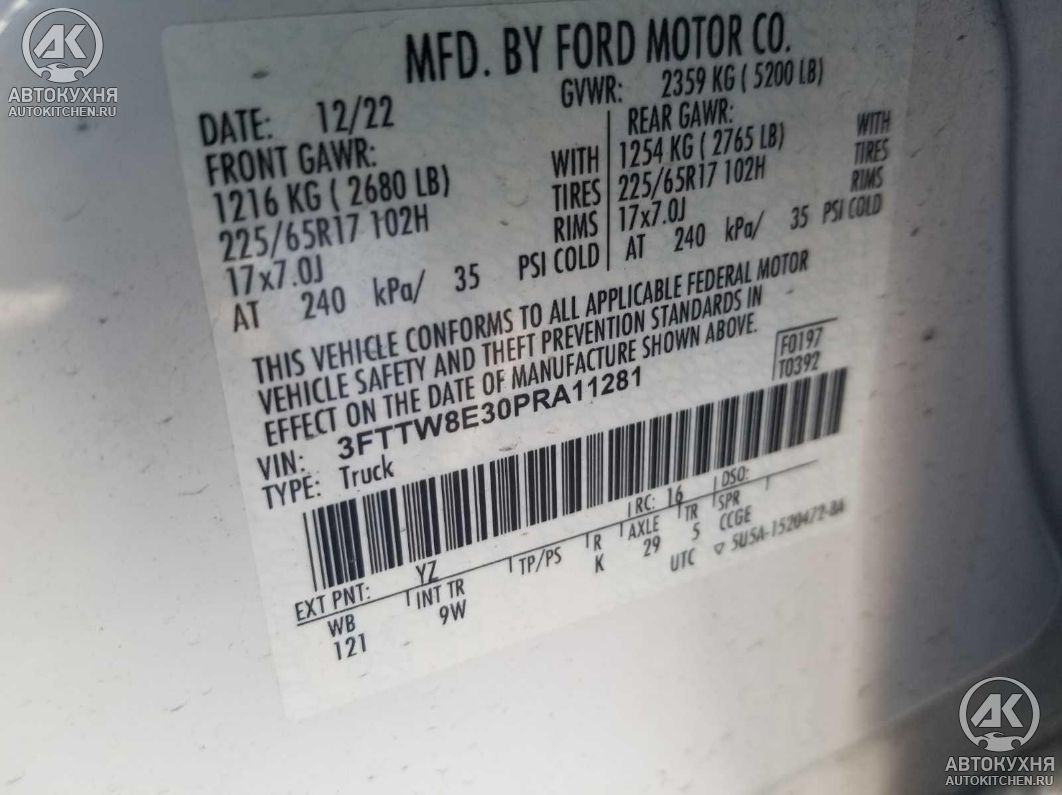 AK
АВТОКУХНЯ
AUTOKITCHEN.RU
MFD. BY FORD MOTOR CO.
DATE: 12/22
GVWR: 2359 KG ( 5200 LB)
FRONT GAWR:
1216 KG ( 2680 LB) WITH
225/65R17 102H TIRES
17x7.0J RIMS
AT 240 kPa/ 35 PSI COLD
REAR GAWR:
1254 KG ( 2765 LB) WITH
225/65R17 102H TIRES
17x7.0J RIMS
AT 240 kPa/ 35 PSI COLD
THIS VEHICLE CONFORMS TO ALL APPLICABLE FEDERAL MOTOR
VEHICLE SAFETY AND THEFT PREVENTION STANDARDS IN
EFFECT ON THE DATE OF MANUFACTURE SHOWN ABOVE.
F0197
T0392
VIN: 3FTTW8E30PRA11281
TYPE: Truck
EXT PNT: YZ RC: 16 DSO:
WB INT TR TP/PS R AXLE TR SPR
121 9W K 29 5 CCGE
UTC ▽ 5U5A-1520472-BA
AK
АВТОКУХНЯ
AUTOKITCHEN.RU